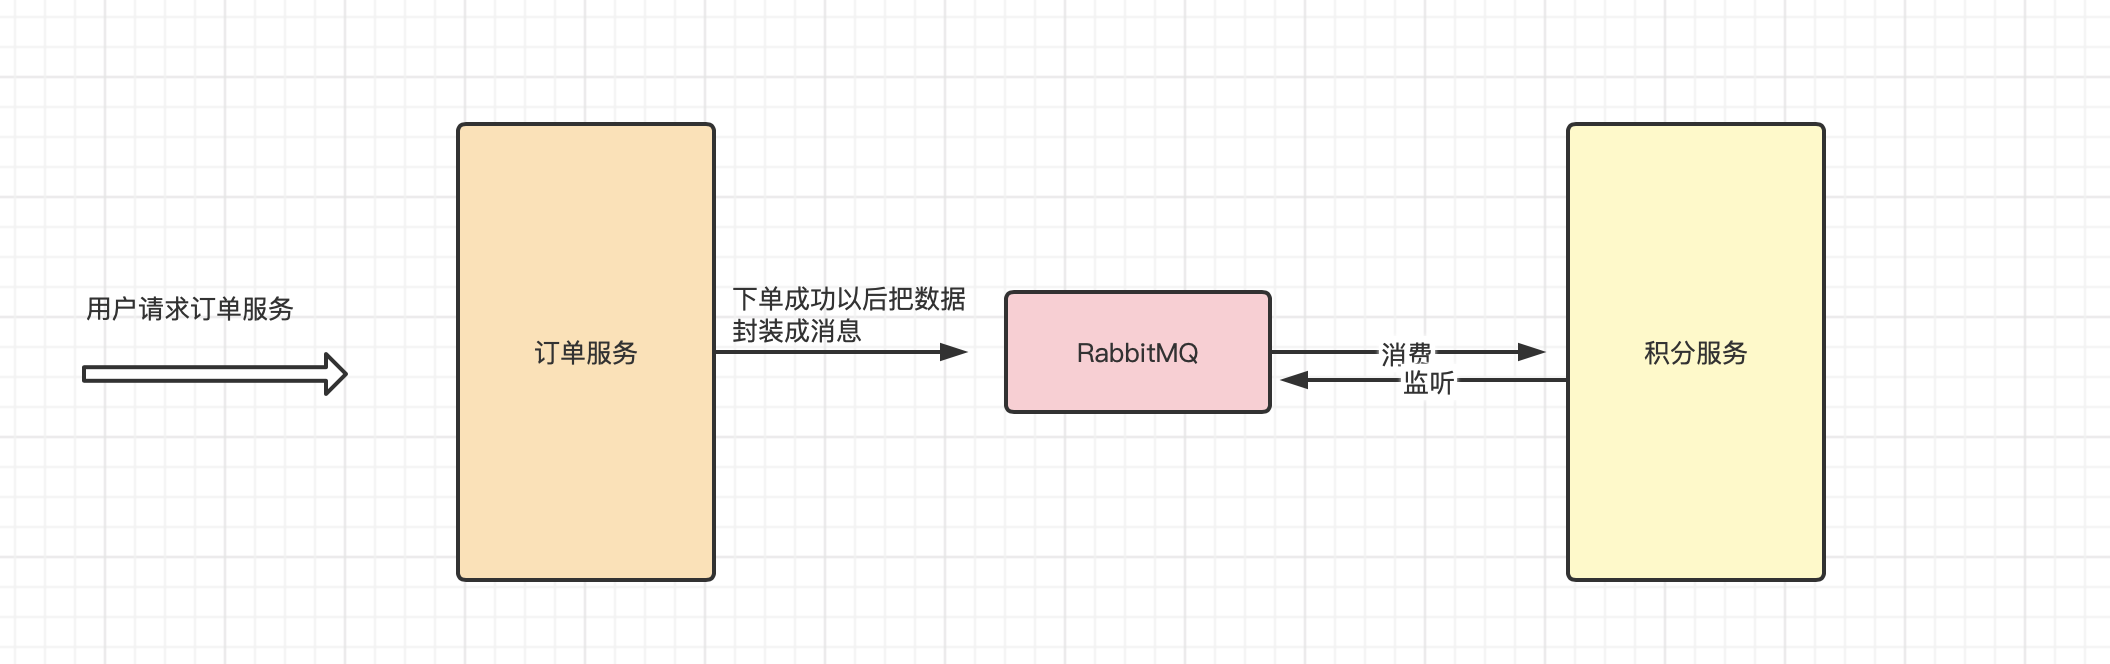 用户请求订单服务
订单服务
下单成功以后把数据
封装成消息
RabbitMQ
消费
监听
积分服务